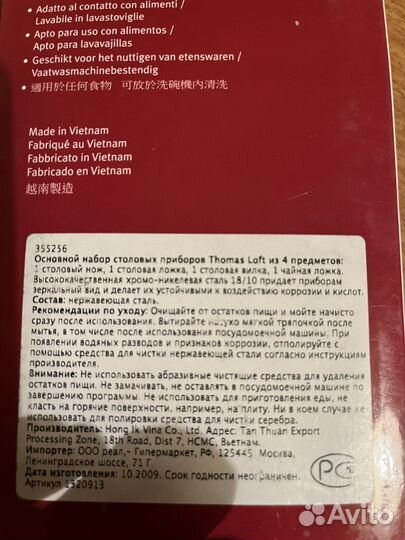 • Adatto al contatto con alimenti /
Lavabile in lavastoviglie
• Apto para uso con alimentos /
Apto para lavavajillas
• Geschikt voor het nuttigen van etenswaren /
Vaatwasmachinebestendig
• 適用於任何食物 可放於洗碗機內清洗
Made in Vietnam
Fabriqué au Vietnam
Fabbricato in Vietnam
Fabricado en Vietnam
越南製造
355256
Основной набор столовых приборов Thomas Loft из 4 предметов:
1 столовый нож, 1 столовая ложка, 1 столовая вилка, 1 чайная ложка.
Высококачественная хромо-никелевая сталь 18/10 придает приборам
зеркальный вид и делает их устойчивыми к воздействию коррозии и кислот.
Состав: нержавеющая сталь.
Рекомендации по уходу: Очищайте от остатков пищи и мойте начисто
сразу после использования. Вытирайте насухо мягкой тряпочкой после
мытья, в том числе после использования посудомоечной машины. При
появлении водяных разводов и признаков коррозии, отполируйте с
помощью средства для чистки нержавеющей стали согласно инструкциям
производителя.
Внимание: Не использовать абразивные чистящие средства для удаления
остатков пищи. Не замачивать, не оставлять в посудомоечной машине по
завершению программы. Не использовать для приготовления еды, не
класть на горячие поверхности, например, на плиту. Ни в коем случае не
использовать для полировки средства для чистки серебра.
Производитель: Hong Ik Vina Co., Ltd. Адрес: Tan Thuan Export
Processing Zone, 18th Road, Dist 7, HCMC, Вьетнам.
Импортер: ООО реал,- Гипермаркет, РФ, 125445, Москва,
Ленинградское шоссе, 71 Г.
Дата изготовления: 10.2009. Срок годности неограничен.
Артикул: 1320913
РС
Avito